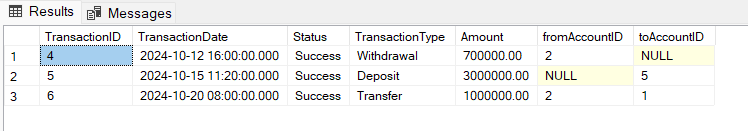 Results Messages
TransactionID TransactionDate Status TransactionType Amount fromAccountID toAccountID
1 4 2024-10-12 16:00:00.000 Success Withdrawal 700000.00 2 NULL
2 5 2024-10-15 11:20:00.000 Success Deposit 3000000.00 NULL 5
3 6 2024-10-20 08:00:00.000 Success Transfer 1000000.00 2 1